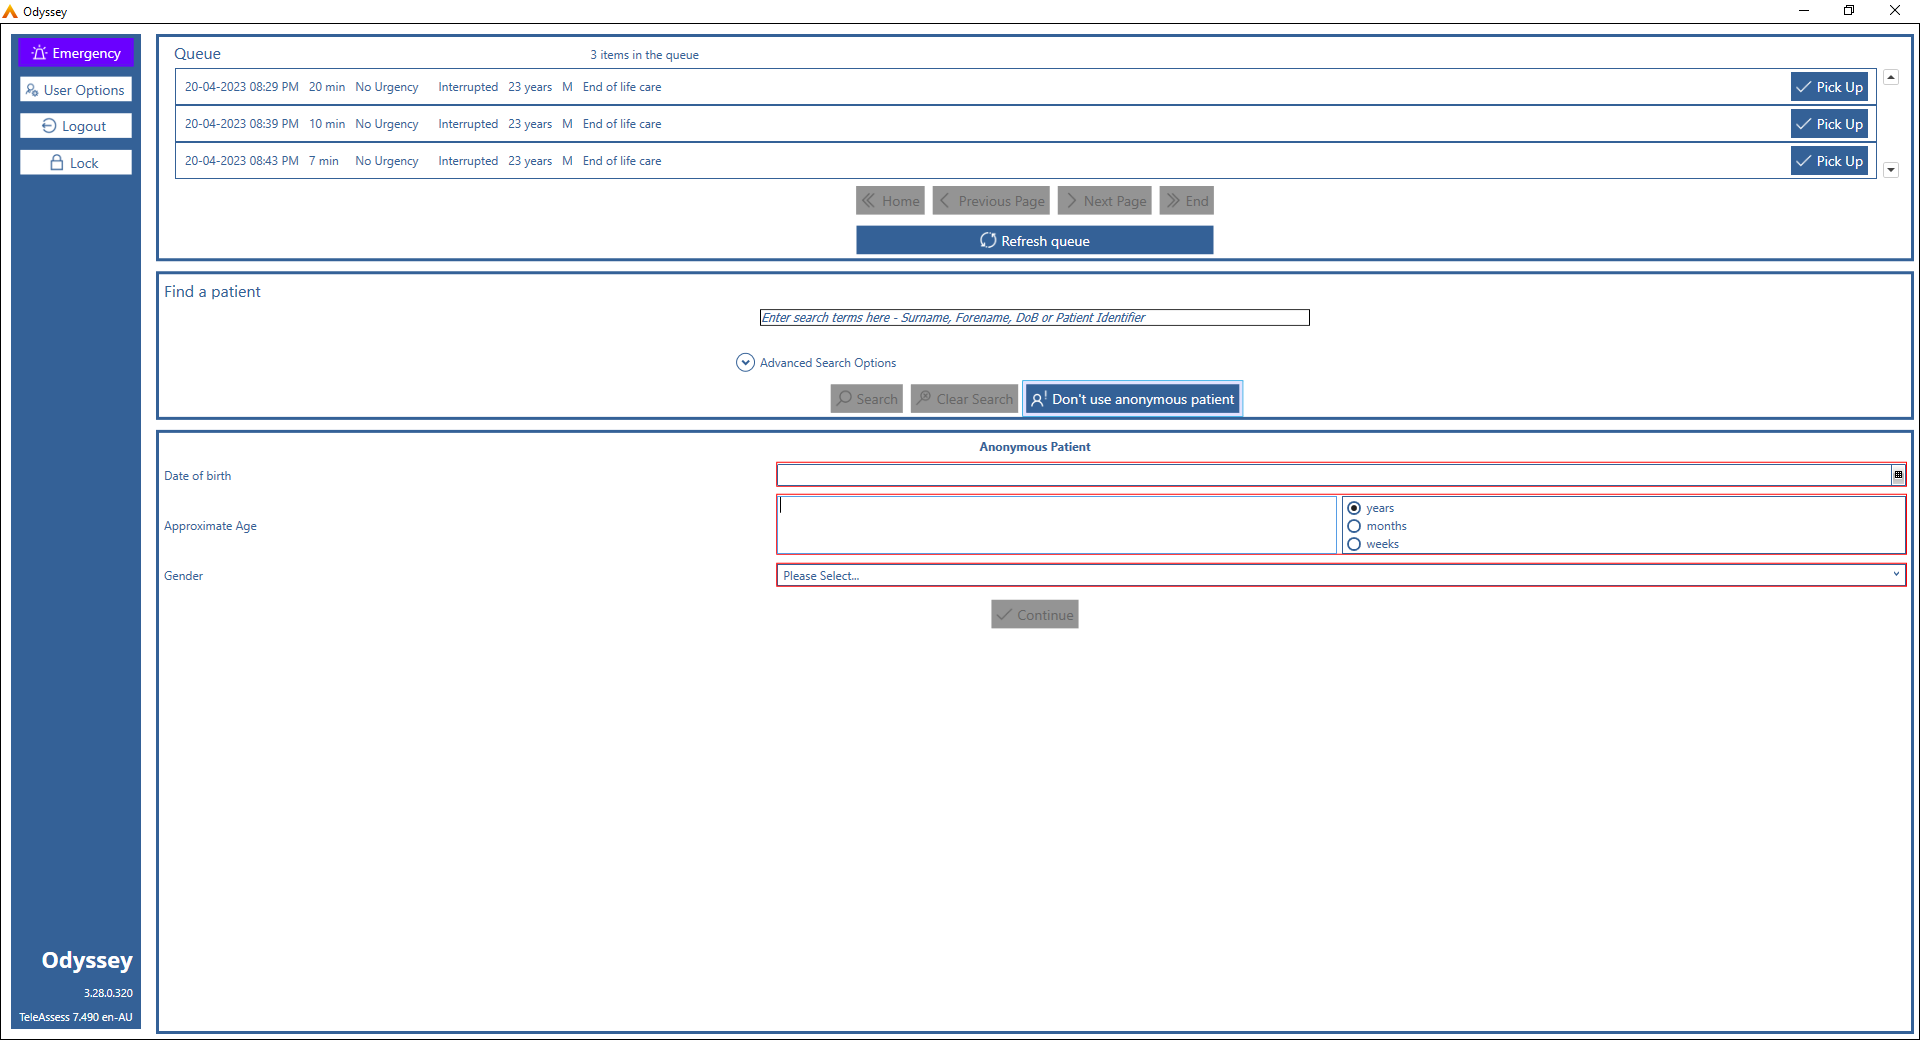 Odyssey
Emergency
User Options
Logout
Lock
Queue
3 items in the queue
20-04-2023 08:29 PM 20 min No Urgency Interrupted 23 years M End of life care Pick Up
20-04-2023 08:39 PM 10 min No Urgency Interrupted 23 years M End of life care Pick Up
20-04-2023 08:43 PM 7 min No Urgency Interrupted 23 years M End of life care Pick Up
Home Previous Page Next Page End
Refresh queue
Find a patient
Enter search terms here - Surname, Forename, DoB or Patient Identifier
Advanced Search Options
Search Clear Search Don't use anonymous patient
Anonymous Patient
Date of birth
Approximate Age
years
months
weeks
Gender
Please Select...
Continue
Odyssey
3.28.0.320
TeleAssess 7.490 en-AU